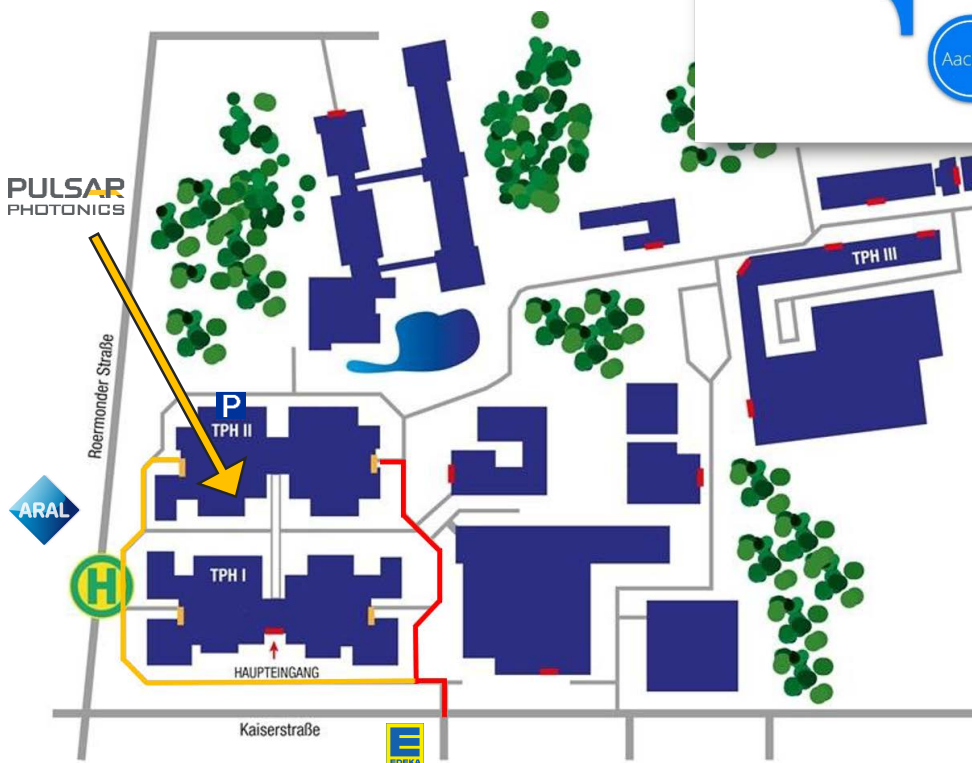 Aac
PULSAR
PHOTONICS
TPH III
Roermonder Straße
P
TPH II
ARAL
H
TPH I
HAUPTEINGANG
Kaiserstraße
E
EDEKA